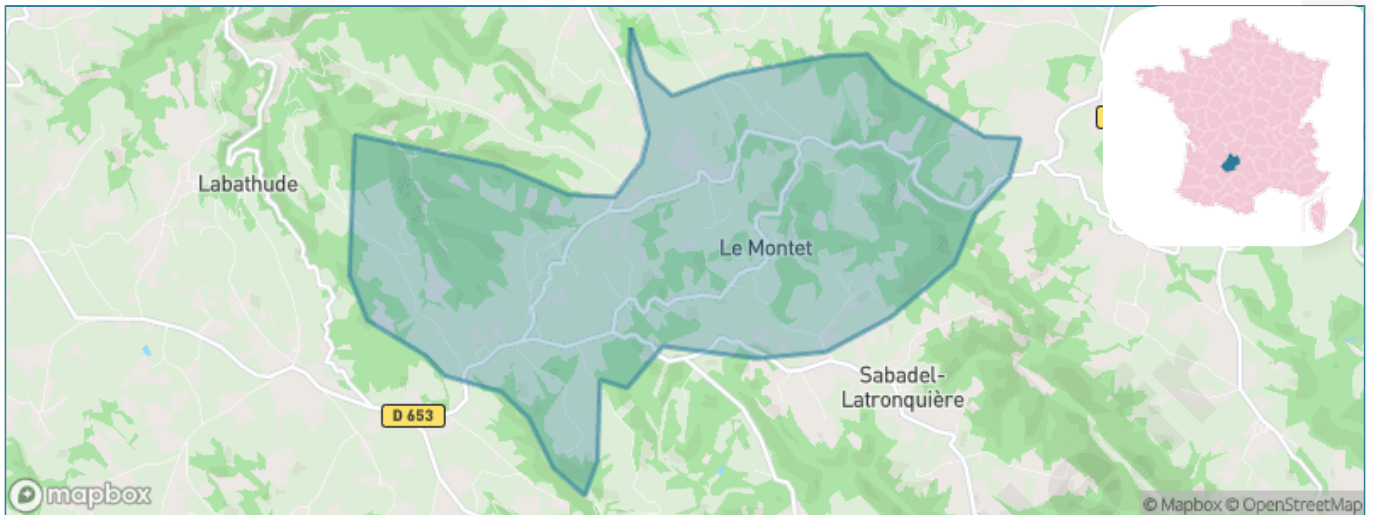 Labathude
Le Montet
Sabadel-
Latronquière
D 653
mapbox
© Mapbox © OpenStreetMap